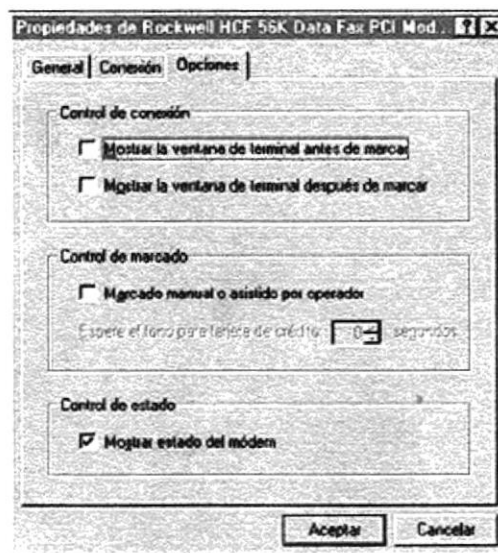 Propiedades de Rockwell HCF 56K Data Fax PCI Mod...
General Conexión Opciones
Control de conexión
Mostrar la ventana de terminal antes de marcar
Mostrar la ventana de terminal después de marcar
Control de marcado
Marcado manual o asistido por operador
Espere el tono para tarjeta de crédito: 0 segundos
Control de estado
Mostrar estado del módem
Aceptar Cancelar